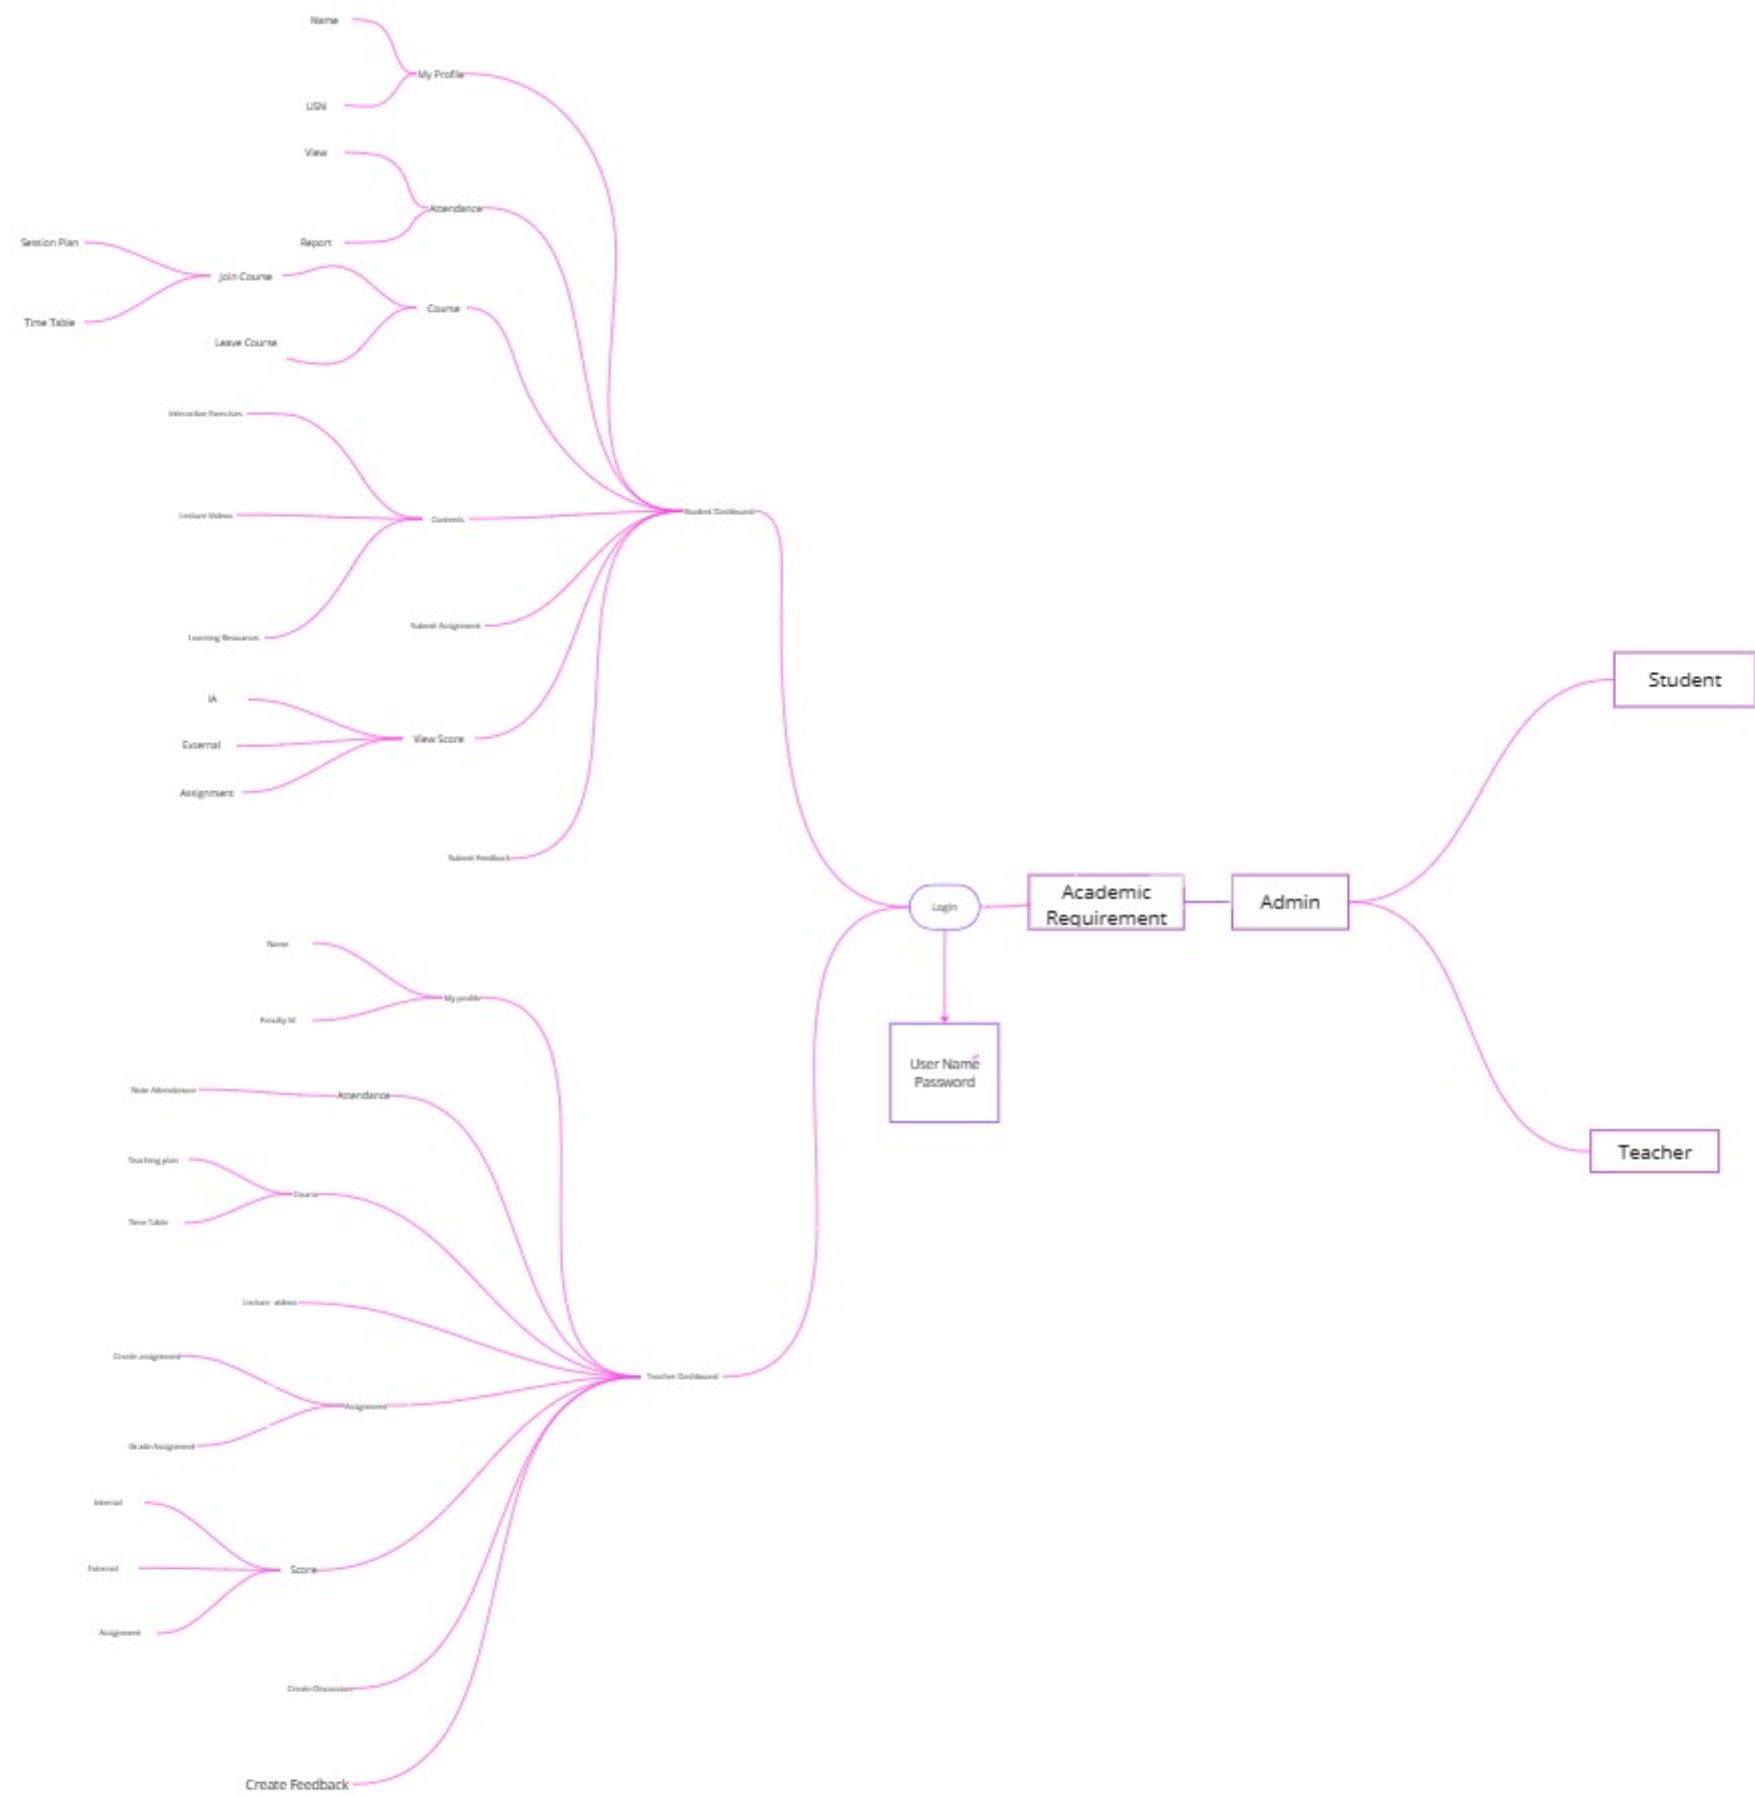 Name
My Profile
USN
View
Attendance
Report
Session Plan
Join Course
Time Table
Course
Leave Course
Interactive Exercises
Lecture Videos
Contents
Student Dashboard
Submit Assignment
Learning Resources
IA
View Score
External
Assignment
Submit Feedback
Student
Login
Academic
Requirement
Admin
User Name
Password
Teacher
Name
My profile
Faculty Id
Attendance
Teaching plan
Course
Time Table
Lecture videos
Create assignment
Teacher Dashboard
Assignment
Grade Assignment
Internal
External
Score
Assignment
Create Discussion
Create Feedback